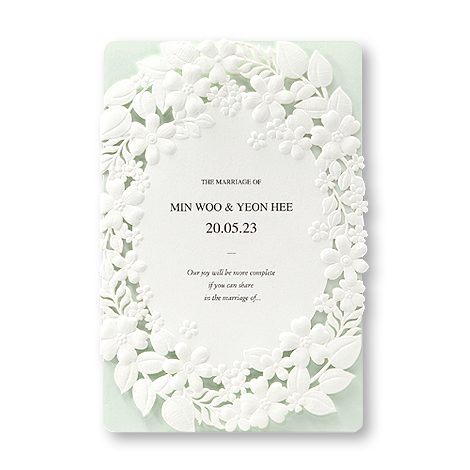 THE MARRIAGE OF
MIN WOO & YEON HEE
20.05.23
—
Our joy will be more complete
if you can share
in the marriage of...